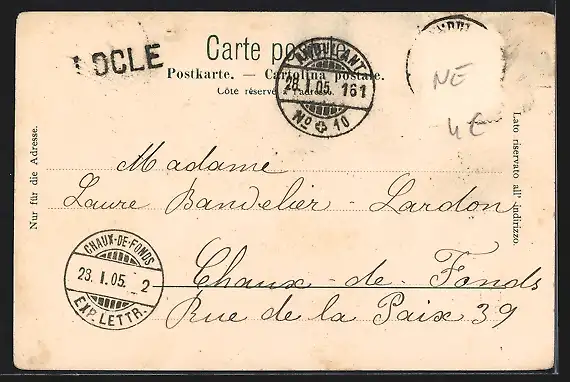 LOCLE
Carte postale
AMBULANT
28.I.05. 161
No 10
Postkarte. — Cartolina postale.
Côte réservé l'adresse.
NE
4€
Nur für die Adresse.
Lato riservato all'indirizzo.
Madame
Laure Bandelier - Lardon
Chaux-de-Fonds
Rue de la Paix 39
CHAUX-DE-FONDS
28. I.05. 2
EXP. LETTR.